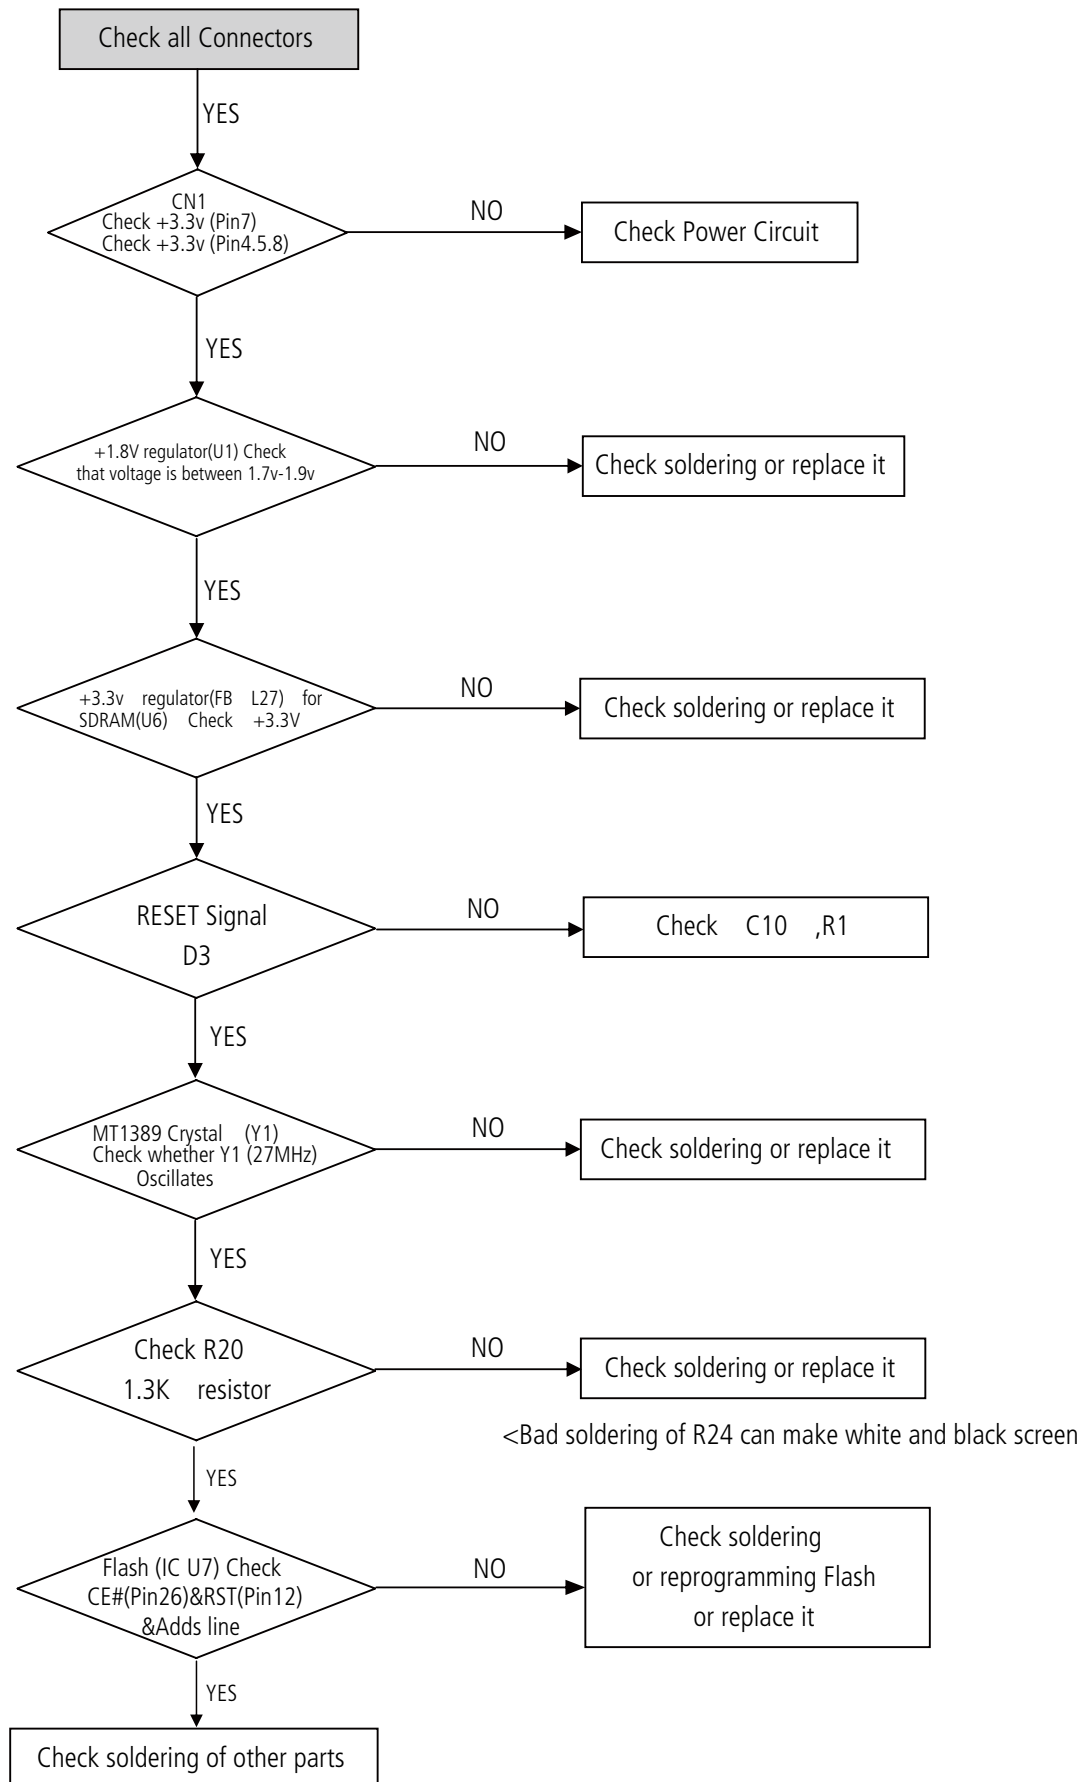 Check all Connectors
YES
CN1
Check +3.3v (Pin7)
Check +3.3v (Pin4.5.8)
NO
Check Power Circuit
YES
+1.8V regulator(U1) Check
that voltage is between 1.7v-1.9v
NO
Check soldering or replace it
YES
+3.3v regulator(FB L27) for
SDRAM(U6) Check +3.3V
NO
Check soldering or replace it
YES
RESET Signal
D3
NO
Check C10 ,R1
YES
MT1389 Crystal (Y1)
Check whether Y1 (27MHz)
Oscillates
NO
Check soldering or replace it
YES
Check R20
1.3K resistor
NO
Check soldering or replace it
<Bad soldering of R24 can make white and black screen
YES
Flash (IC U7) Check
CE#(Pin26)&RST(Pin12)
&Adds line
NO
Check soldering
or reprogramming Flash
or replace it
YES
Check soldering of other parts